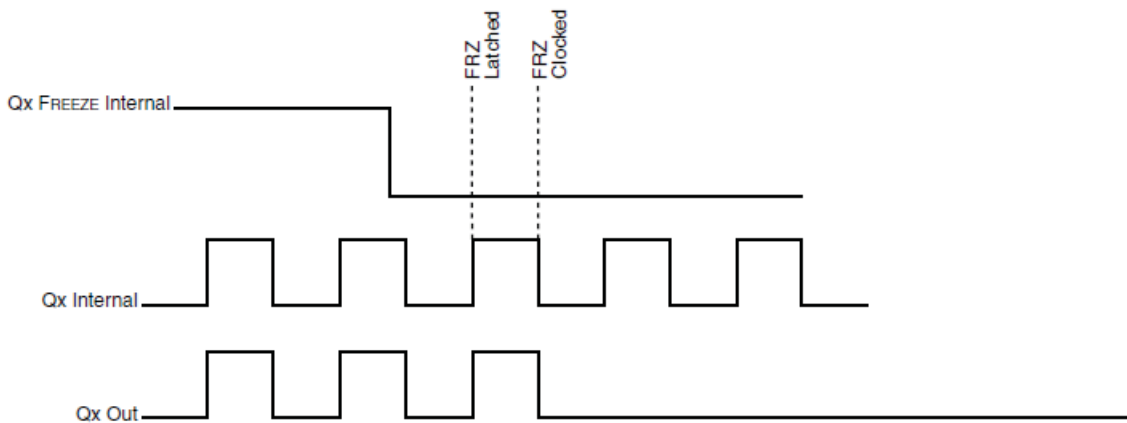 FRZ
Latched
FRZ
Clocked
Qx FREEZE Internal
Qx Internal
Qx Out